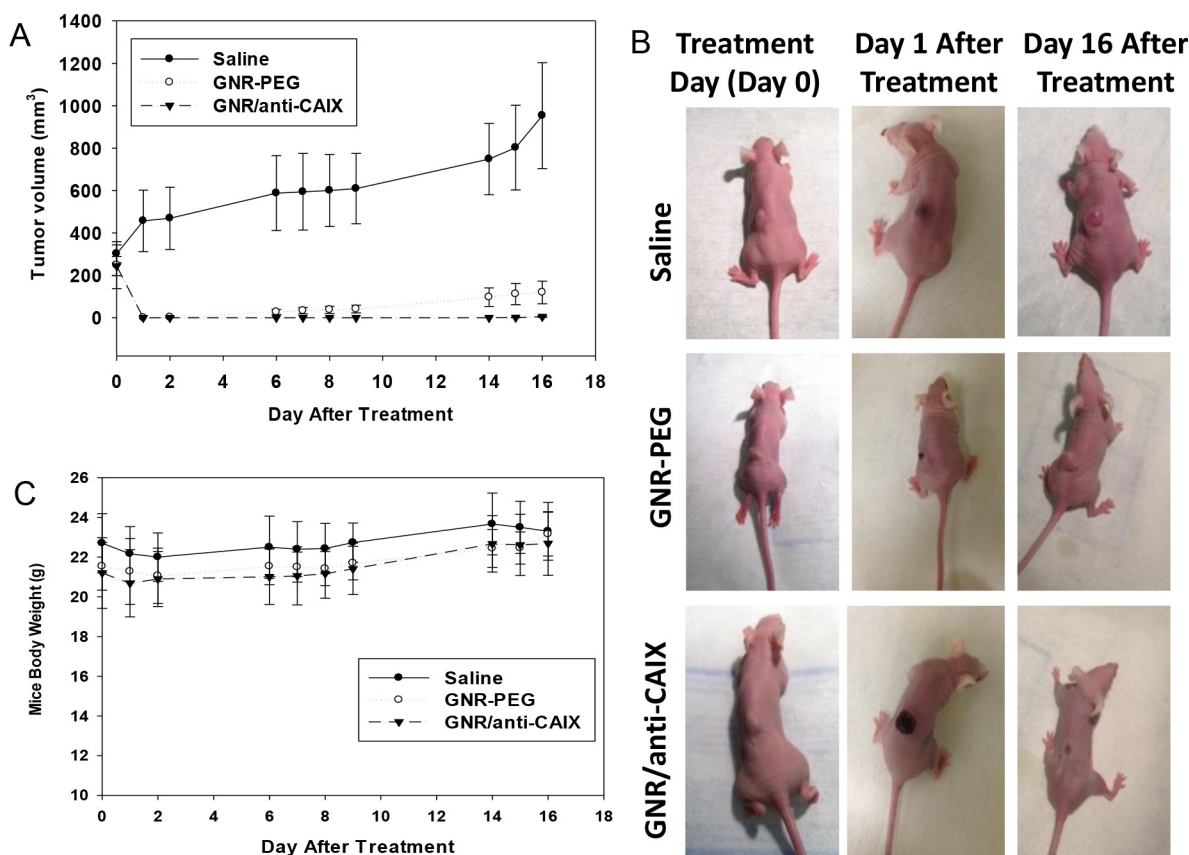 A
1400
1200
1000
800
600
400
200
0
Tumor volume (mm³)
Saline
GNR-PEG
GNR/anti-CAIX
0 2 4 6 8 10 12 14 16 18
Day After Treatment
C
26
24
22
20
18
16
14
12
10
Mice Body Weight (g)
Saline
GNR-PEG
GNR/anti-CAIX
0 2 4 6 8 10 12 14 16 18
Day After Treatment
B
Treatment
Day (Day 0)
Day 1 After
Treatment
Day 16 After
Treatment
Saline
GNR-PEG
GNR/anti-CAIX